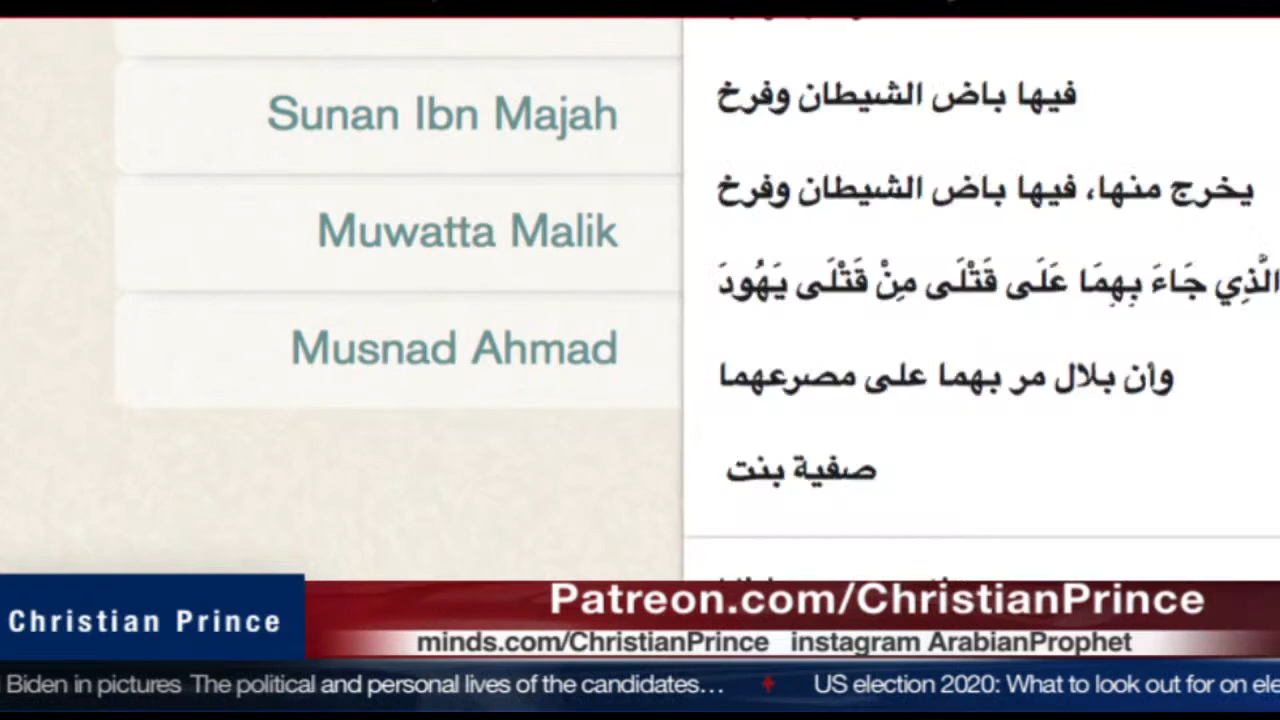 Sunan Ibn Majah
Muwatta Malik
Musnad Ahmad
فيها باض الشيطان وفرخ
يخرج منها، فيها باض الشيطان وفرخ
الَّذِي جَاءَ بِهِمَا عَلَى قَتْلَى قَتْلَى مِنْ قَتْلَى يَهُودَ
وأن بلال مر بهما على مصرعهما
صفية بنت
Patreon.com/ChristianPrince
Christian Prince
minds.com/ChristianPrince instagram ArabianProphet
Biden in pictures The political and personal lives of the candidates… US election 2020: What to look out for on ele